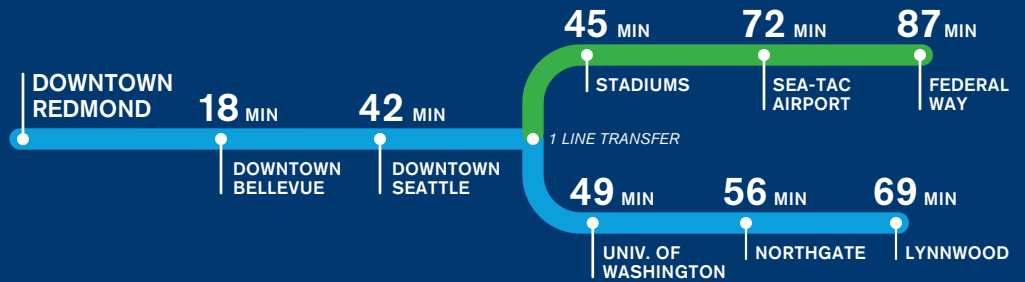 45 MIN
72 MIN
87 MIN
STADIUMS
SEA-TAC
AIRPORT
FEDERAL
WAY
DOWNTOWN
REDMOND
18 MIN
42 MIN
1 LINE TRANSFER
DOWNTOWN
BELLEVUE
DOWNTOWN
SEATTLE
49 MIN
56 MIN
69 MIN
UNIV. OF
WASHINGTON
NORTHGATE
LYNNWOOD